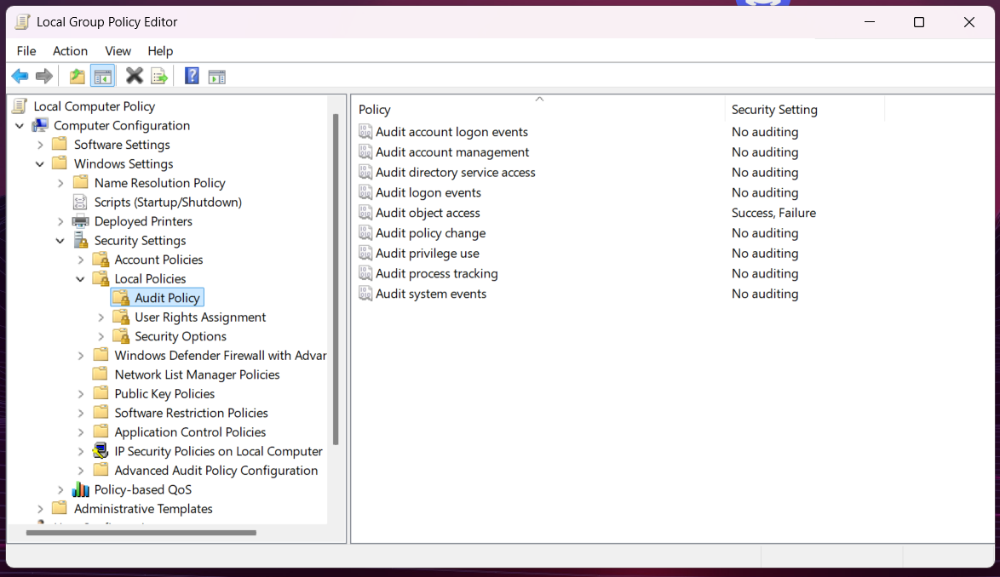 Local Group Policy Editor
File Action View Help
Local Computer Policy
Computer Configuration
Software Settings
Windows Settings
Name Resolution Policy
Scripts (Startup/Shutdown)
Deployed Printers
Security Settings
Account Policies
Local Policies
Audit Policy
User Rights Assignment
Security Options
Windows Defender Firewall with Advar
Network List Manager Policies
Public Key Policies
Software Restriction Policies
Application Control Policies
IP Security Policies on Local Computer
Advanced Audit Policy Configuration
Policy-based QoS
Administrative Templates
Policy Security Setting
Audit account logon events No auditing
Audit account management No auditing
Audit directory service access No auditing
Audit logon events No auditing
Audit object access Success, Failure
Audit policy change No auditing
Audit privilege use No auditing
Audit process tracking No auditing
Audit system events No auditing